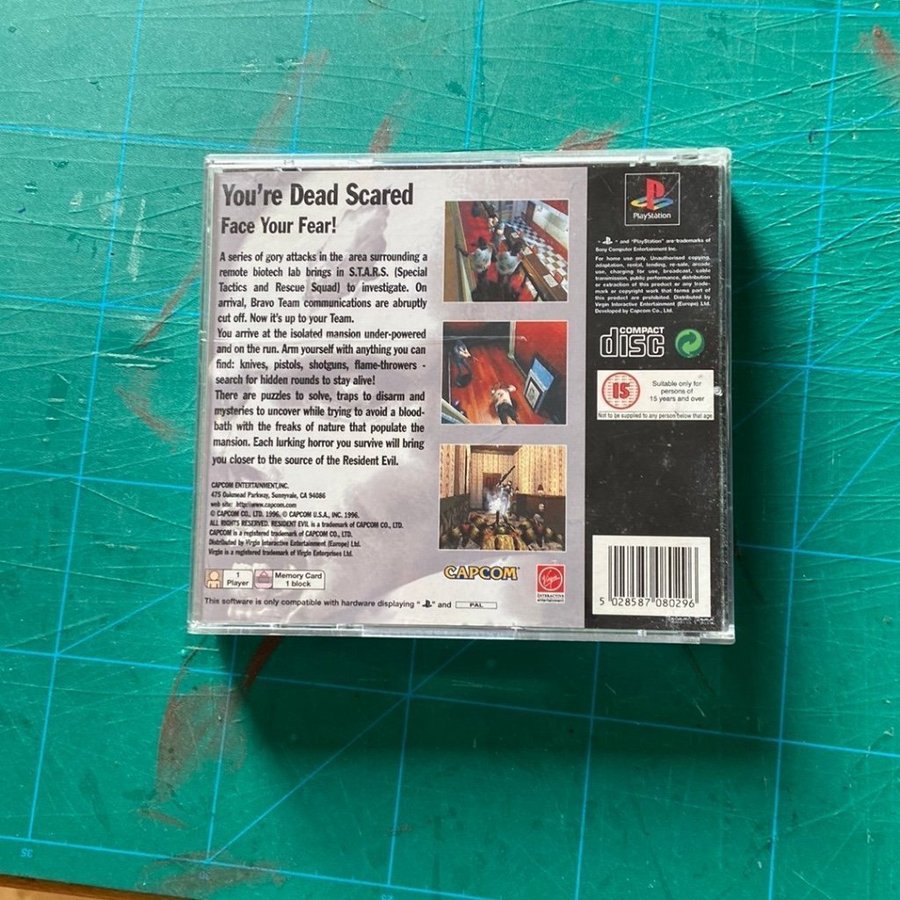 You're Dead Scared
Face Your Fear!
A series of gory attacks in the area surrounding a
remote biotech lab brings in S.T.A.R.S. (Special
Tactics and Rescue Squad) to investigate. On
arrival, Bravo Team communications are abruptly
cut off. Now it's up to your Team.
You arrive at the isolated mansion under-powered
and on the run. Arm yourself with anything you can
find: knives, pistols, shotguns, flame-throwers -
search for hidden rounds to stay alive!
There are puzzles to solve, traps to disarm and
mysteries to uncover while trying to avoid a blood-
bath with the freaks of nature that populate the
mansion. Each lurking horror you survive will bring
you closer to the source of the Resident Evil.
CAPCOM ENTERTAINMENT,INC.
475 Oakmead Parkway, Sunnyvale, CA 94086
web site: http://www.capcom.com
© CAPCOM CO., LTD. 1996, © CAPCOM U.S.A., INC. 1996.
ALL RIGHTS RESERVED. RESIDENT EVIL is a trademark of CAPCOM CO., LTD.
CAPCOM is a registered trademark of CAPCOM CO., LTD.
Distributed by Virgin Interactive Entertainment (Europe) Ltd.
Virgin is a registered trademark of Virgin Enterprises Ltd.
1
Player
Memory Card
1 block
This software is only compatible with hardware displaying " " and PAL
CAPCOM
Virgin
INTERACTIVE
entertainment
PlayStation
" " and "PlayStation" are trademarks of
Sony Computer Entertainment Inc.
For home use only. Unauthorised copying,
adaptation, rental, lending, re-sale, arcade
use, charging for use, broadcast, cable
transmission, public performance, distribution
or extraction of this product or any trade-
mark or copyright work that forms part of
this product are prohibited. Distributed by
Virgin Interactive Entertainment (Europe) Ltd.
Developed by Capcom Co., Ltd.
COMPACT
disc
15
Suitable only for
persons of
15 years and over
Not to be supplied to any person below that age
5 028587 080296
35